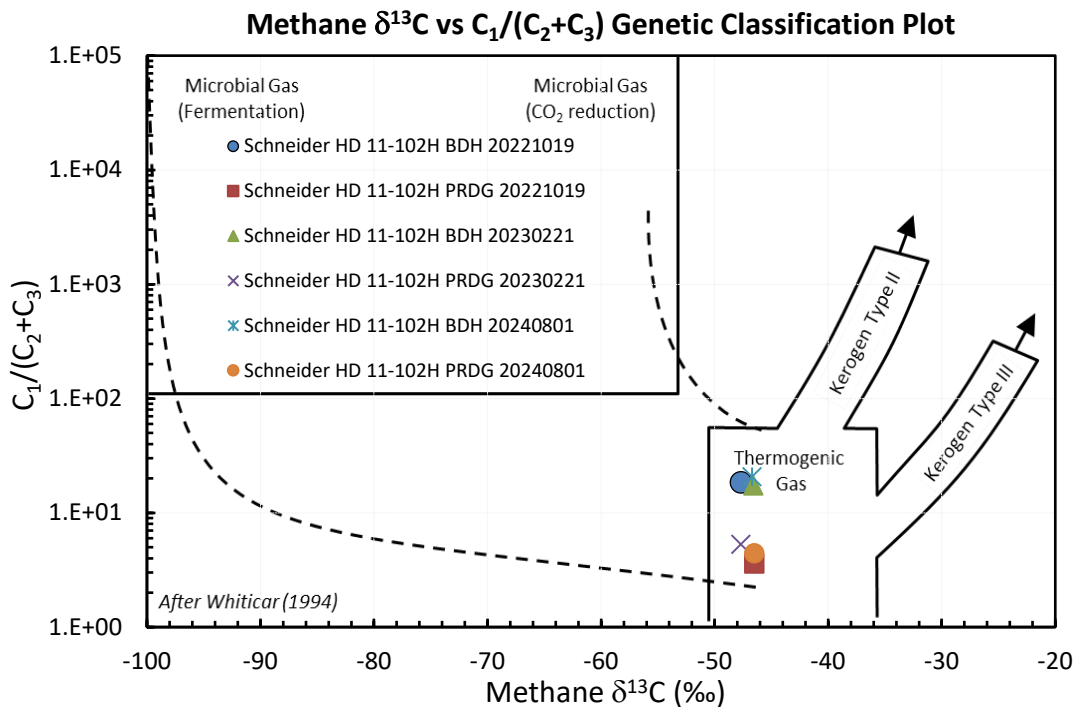 Methane δ¹³C vs C₁/(C₂+C₃) Genetic Classification Plot
C₁/(C₂+C₃)
1.E+05
1.E+04
1.E+03
1.E+02
1.E+01
1.E+00
Microbial Gas
(Fermentation)
Microbial Gas
(CO₂ reduction)
Schneider HD 11-102H BDH 20221019
Schneider HD 11-102H PRDG 20221019
Schneider HD 11-102H BDH 20230221
Schneider HD 11-102H PRDG 20230221
Schneider HD 11-102H BDH 20240801
Schneider HD 11-102H PRDG 20240801
Kerogen Type II
Kerogen Type III
Thermogenic
Gas
After Whiticar (1994)
-100 -90 -80 -70 -60 -50 -40 -30 -20
Methane δ¹³C (‰)